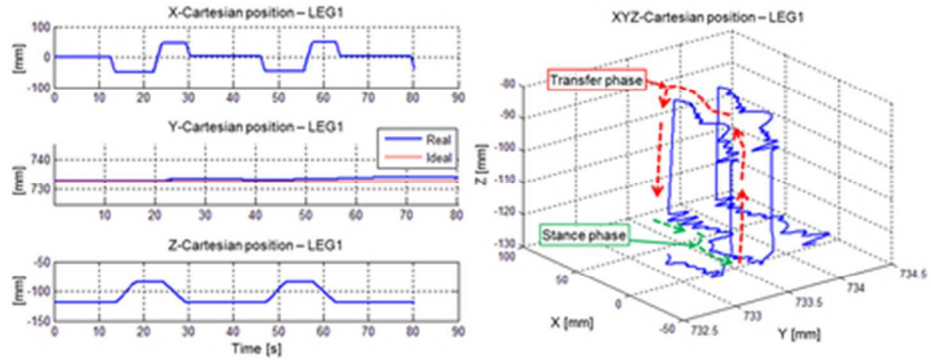 X-Cartesian position – LEG1
100
0
-100
[mm]
0 10 20 30 40 50 60 70 80 90
Y-Cartesian position – LEG1
740
730
[mm]
Real
Ideal
10 20 30 40 50 60 70 80
Z-Cartesian position – LEG1
-50
-100
-150
[mm]
0 10 20 30 40 50 60 70 80 90
Time [s]
XYZ-Cartesian position – LEG1
Transfer phase
Stance phase
-80
-90
-100
-110
-120
-130
Z [mm]
100
50
0
-50
X [mm]
732.5
733
733.5
734
734.5
Y [mm]